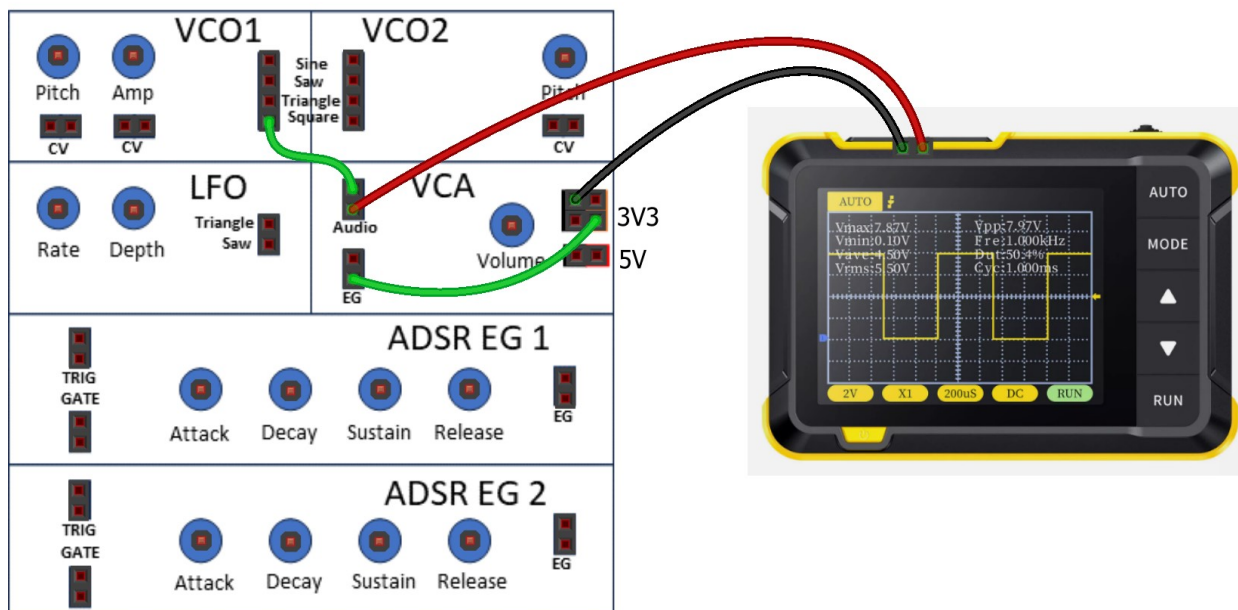 VCO1
VCO2
Pitch
Amp
Sine
Saw
Triangle
Square
Pitch
CV
CV
CV
LFO
VCA
Rate
Depth
Triangle
Saw
Audio
EG
Volume
3V3
5V
ADSR EG 1
TRIG
GATE
Attack
Decay
Sustain
Release
EG
ADSR EG 2
TRIG
GATE
Attack
Decay
Sustain
Release
EG
AUTO
Vmax:7.87V Vpp:7.97V
Vmin:0.10V Fre:1.000kHz
Vave:4.50V Dut:50.4%
Vrms:5.50V Cyc:1.000ms
2V X1 200uS DC RUN
AUTO
MODE
RUN